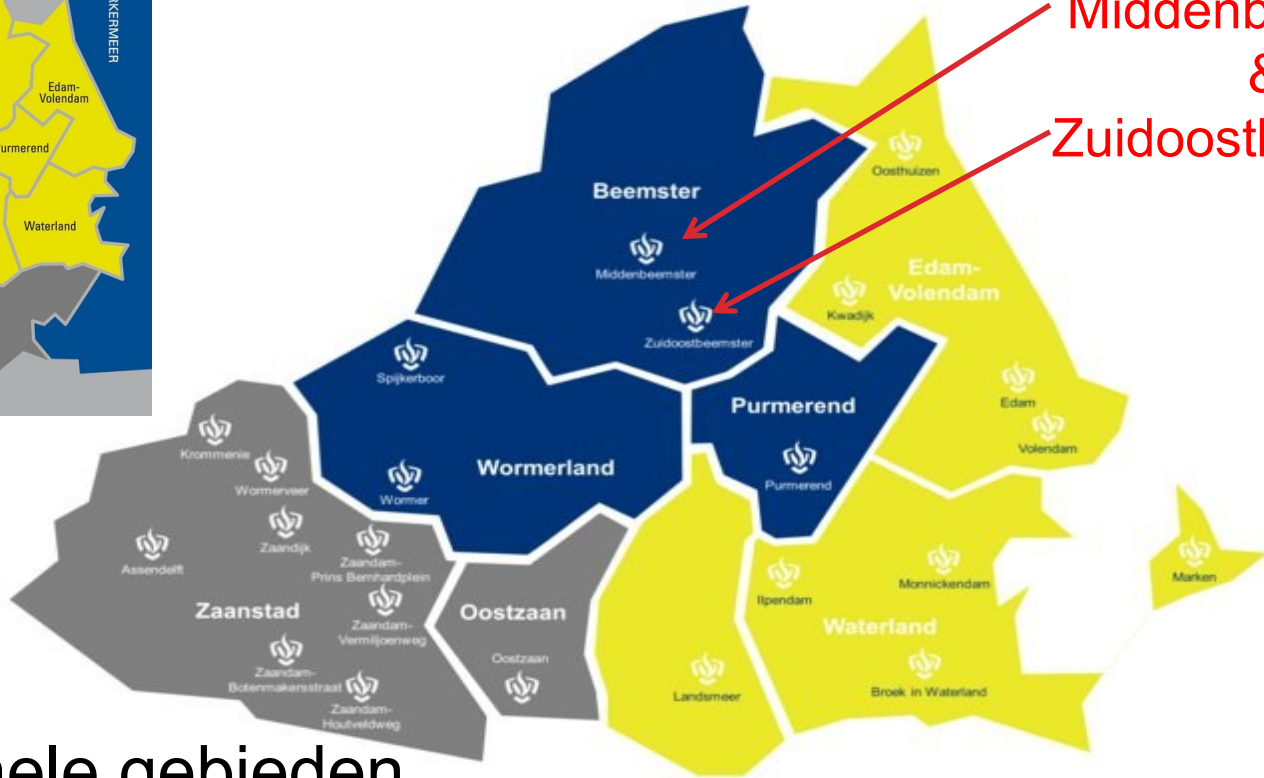 RKERMEER
Edam-
Volendam
urmerend
Waterland
Middenb
&
Zuidoostb
Beemster
Middenbeemster
Zuidoostbeemster
Oosthuizen
Edam-
Volendam
Kwadijk
Edam
Volendam
Spijkerboor
Wormerland
Wormer
Purmerend
Purmerend
Krommenie
Wormerveer
Zaandijk
Assendelft
Zaandam-
Prins Bernhardplein
Zaanstad
Zaandam-
Vermiljoenweg
Zaandam-
Botenmakersstraat
Zaandam-
Houtveldweg
Oostzaan
Oostzaan
Landsmeer
Ilpendam
Monnickendam
Waterland
Broek in Waterland
Marken
nele gebieden